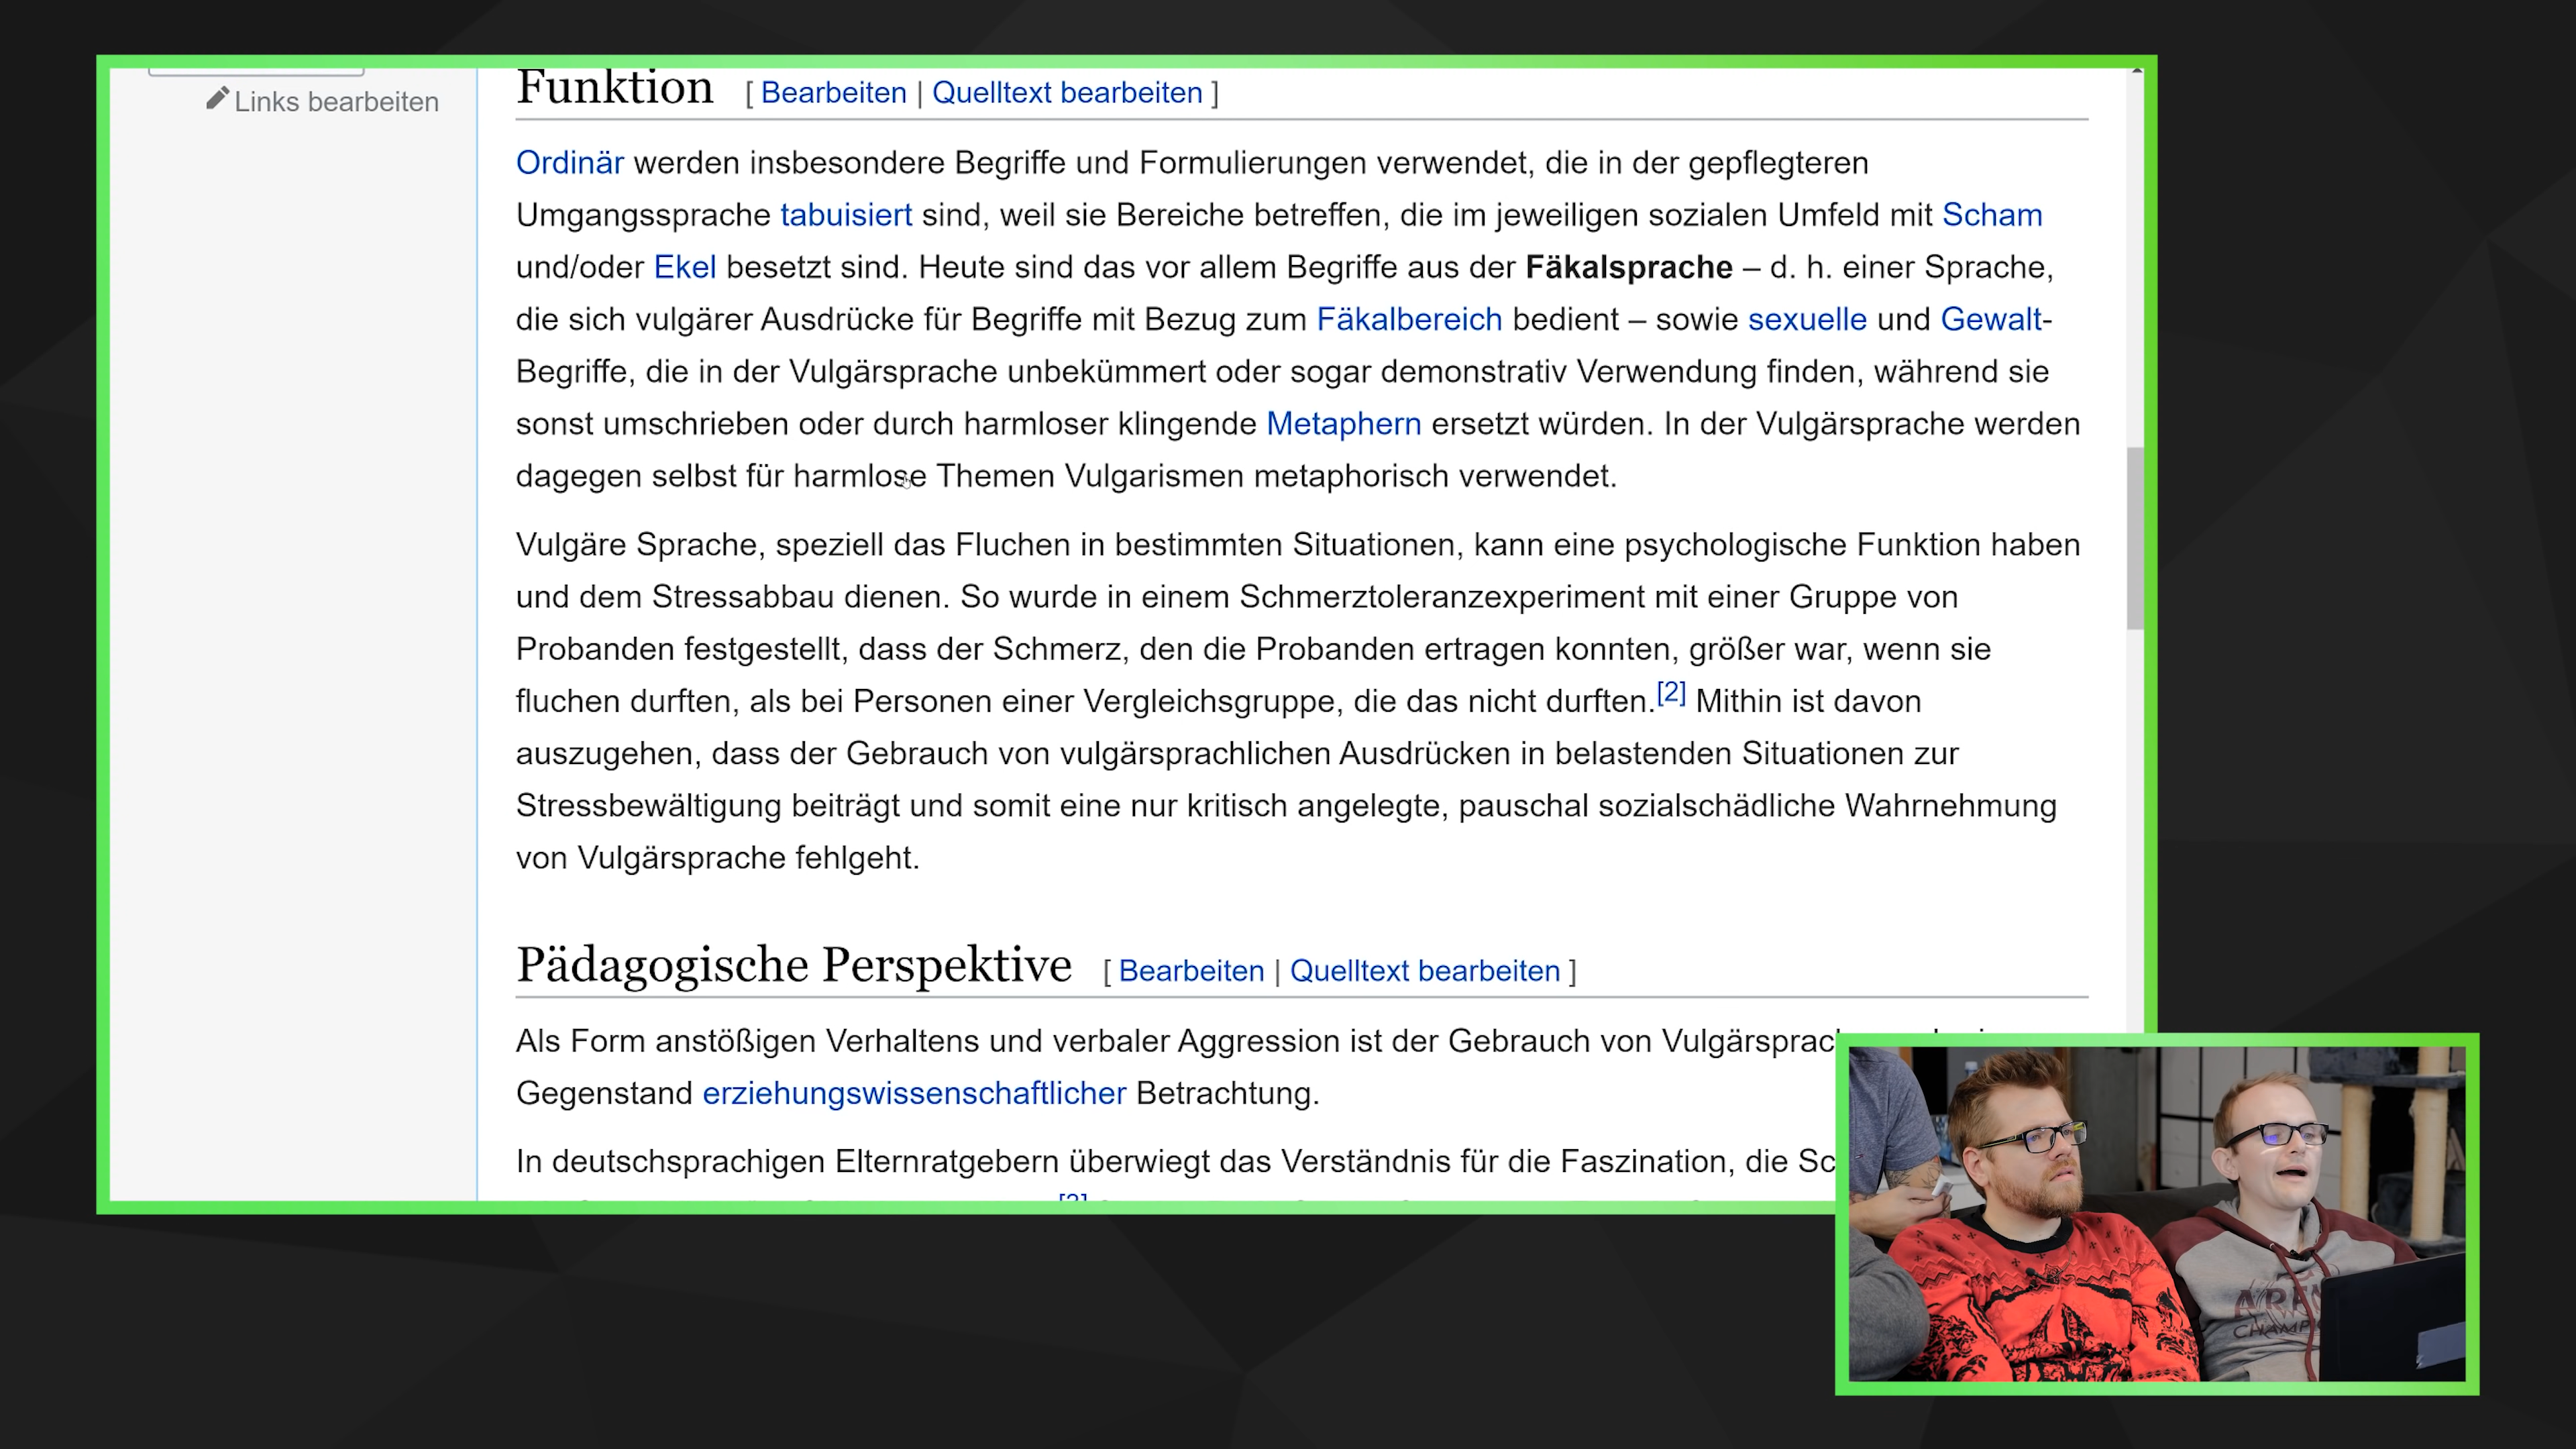 Links bearbeiten
Funktion [ Bearbeiten | Quelltext bearbeiten ]
Ordinär werden insbesondere Begriffe und Formulierungen verwendet, die in der gepflegteren
Umgangssprache tabuisiert sind, weil sie Bereiche betreffen, die im jeweiligen sozialen Umfeld mit Scham
und/oder Ekel besetzt sind. Heute sind das vor allem Begriffe aus der Fäkalsprache – d. h. einer Sprache,
die sich vulgärer Ausdrücke für Begriffe mit Bezug zum Fäkalbereich bedient – sowie sexuelle und Gewalt-
Begriffe, die in der Vulgärsprache unbekümmert oder sogar demonstrativ Verwendung finden, während sie
sonst umschrieben oder durch harmloser klingende Metaphern ersetzt würden. In der Vulgärsprache werden
dagegen selbst für harmlose Themen Vulgarismen metaphorisch verwendet.
Vulgäre Sprache, speziell das Fluchen in bestimmten Situationen, kann eine psychologische Funktion haben
und dem Stressabbau dienen. So wurde in einem Schmerztoleranzexperiment mit einer Gruppe von
Probanden festgestellt, dass der Schmerz, den die Probanden ertragen konnten, größer war, wenn sie
fluchen durften, als bei Personen einer Vergleichsgruppe, die das nicht durften.[2] Mithin ist davon
auszugehen, dass der Gebrauch von vulgärsprachlichen Ausdrücken in belastenden Situationen zur
Stressbewältigung beiträgt und somit eine nur kritisch angelegte, pauschal sozialschädliche Wahrnehmung
von Vulgärsprache fehlgeht.
Pädagogische Perspektive [ Bearbeiten | Quelltext bearbeiten ]
Als Form anstößigen Verhaltens und verbaler Aggression ist der Gebrauch von Vulgärsprac
Gegenstand erziehungswissenschaftlicher Betrachtung.
In deutschsprachigen Elternratgebern überwiegt das Verständnis für die Faszination, die Sc